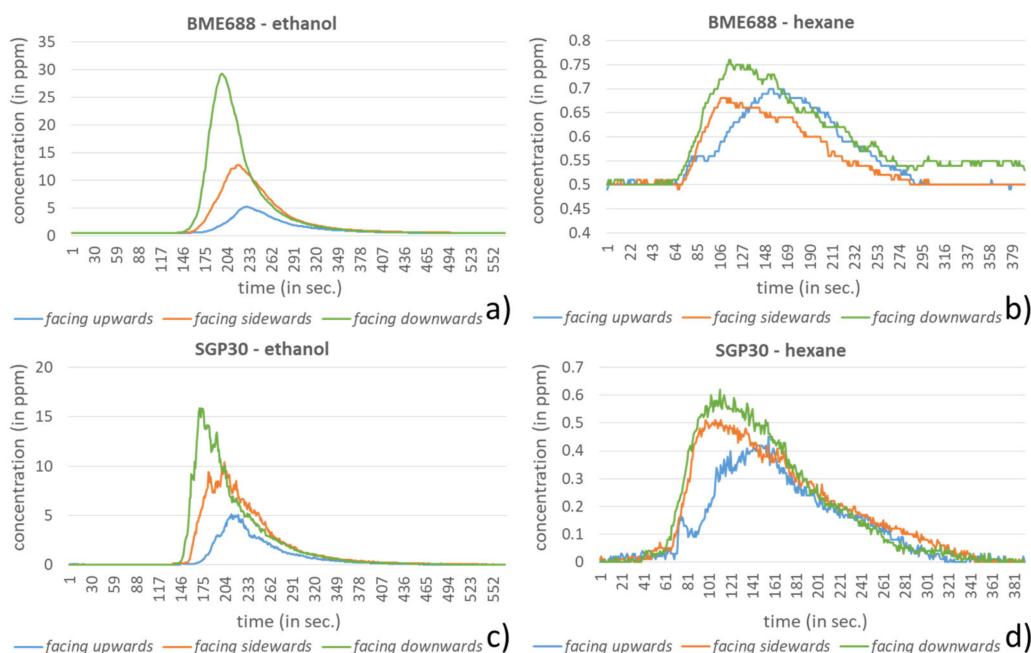 BME688 - ethanol
concentration (in ppm)
35
30
25
20
15
10
5
0
1 30 59 88 117 146 175 204 233 262 291 320 349 378 407 436 465 494 523 552
time (in sec.)
facing upwards facing sidewards facing downwards
a)
BME688 - hexane
concentration (in ppm)
0.8
0.75
0.7
0.65
0.6
0.55
0.5
0.45
0.4
1 22 43 64 85 106 127 148 169 190 211 232 253 274 295 316 337 358 379
time (in sec.)
facing upwards facing sidewards facing downwards
b)
SGP30 - ethanol
concentration (in ppm)
20
15
10
5
0
1 30 59 88 117 146 175 204 233 262 291 320 349 378 407 436 465 494 523 552
time (in sec.)
facing upwards facing sidewards facing downwards
c)
SGP30 - hexane
concentration (in ppm)
0.7
0.6
0.5
0.4
0.3
0.2
0.1
0
1 21 41 61 81 101 121 141 161 181 201 221 241 261 281 301 321 341 361 381
time (in sec.)
facing upwards facing sidewards facing downwards
d)